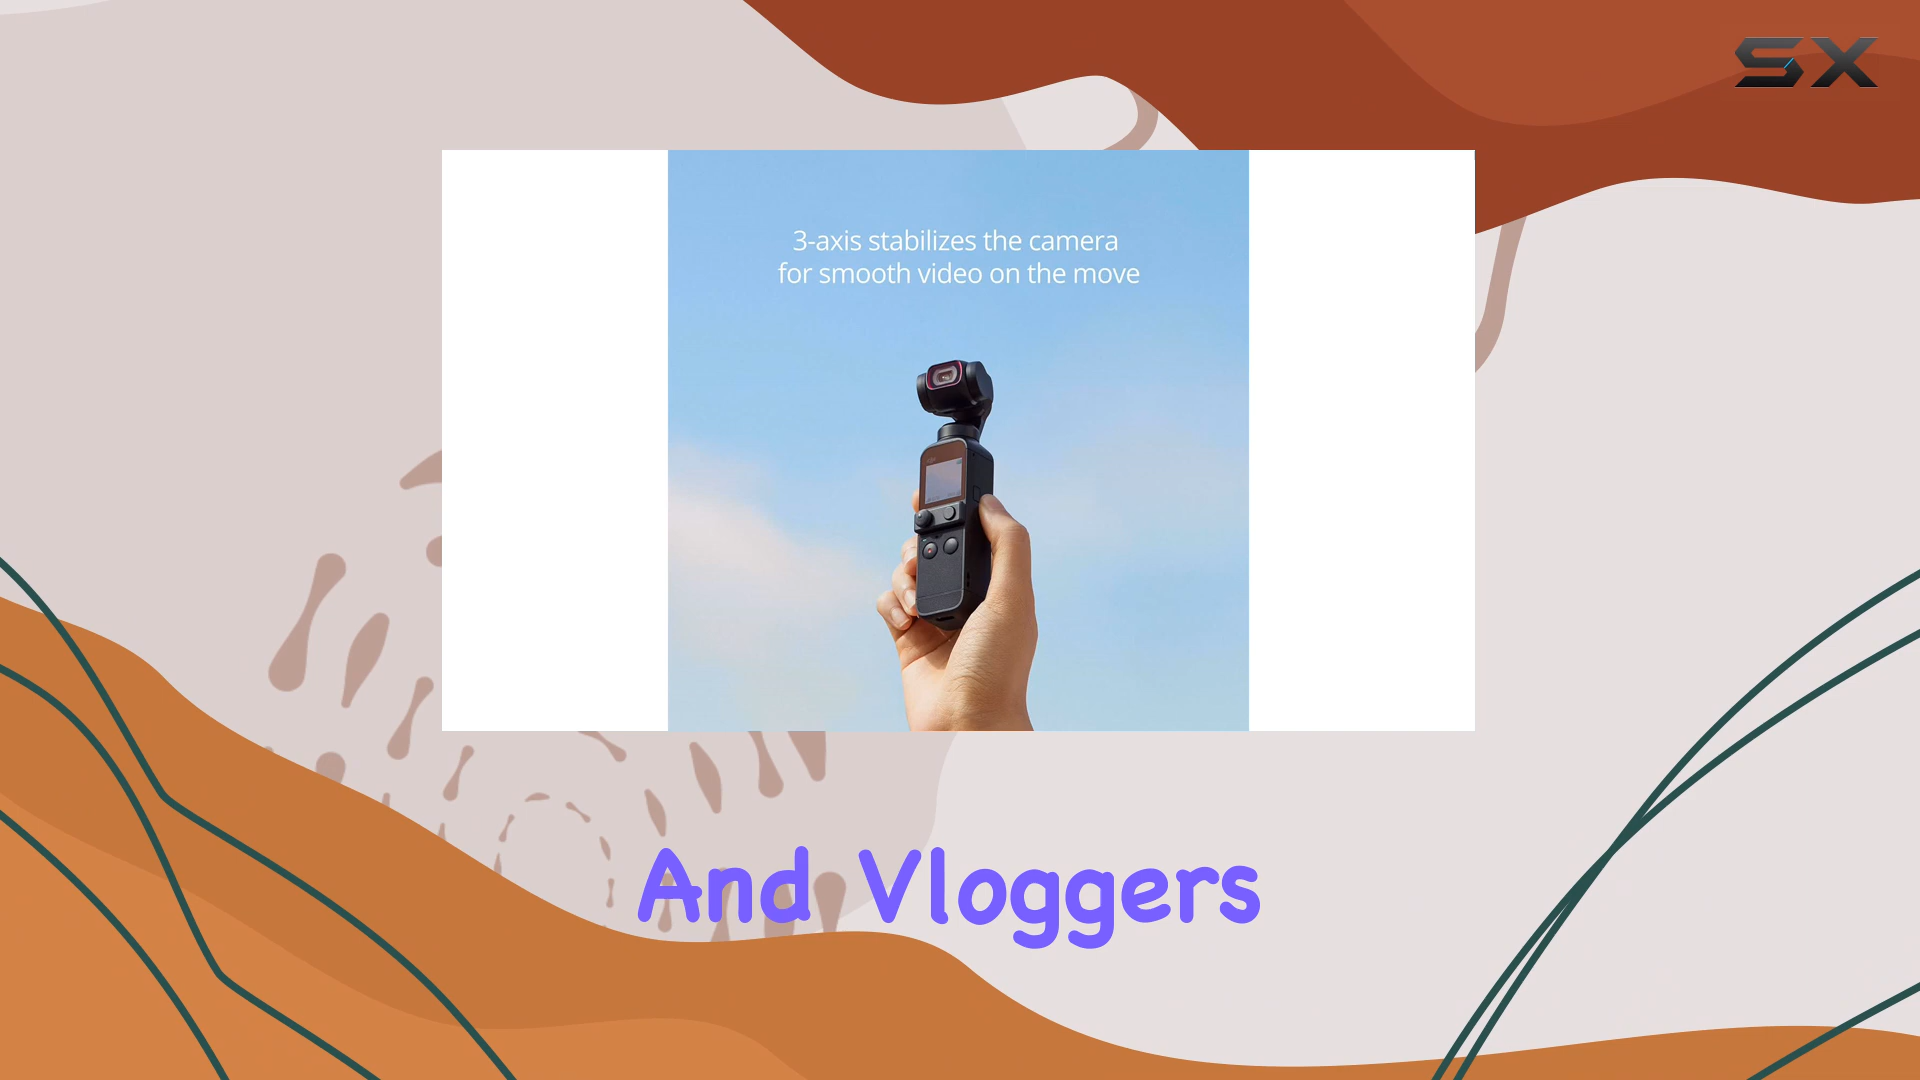 SX
3-axis stabilizes the camera
for smooth video on the move
And Vloggers